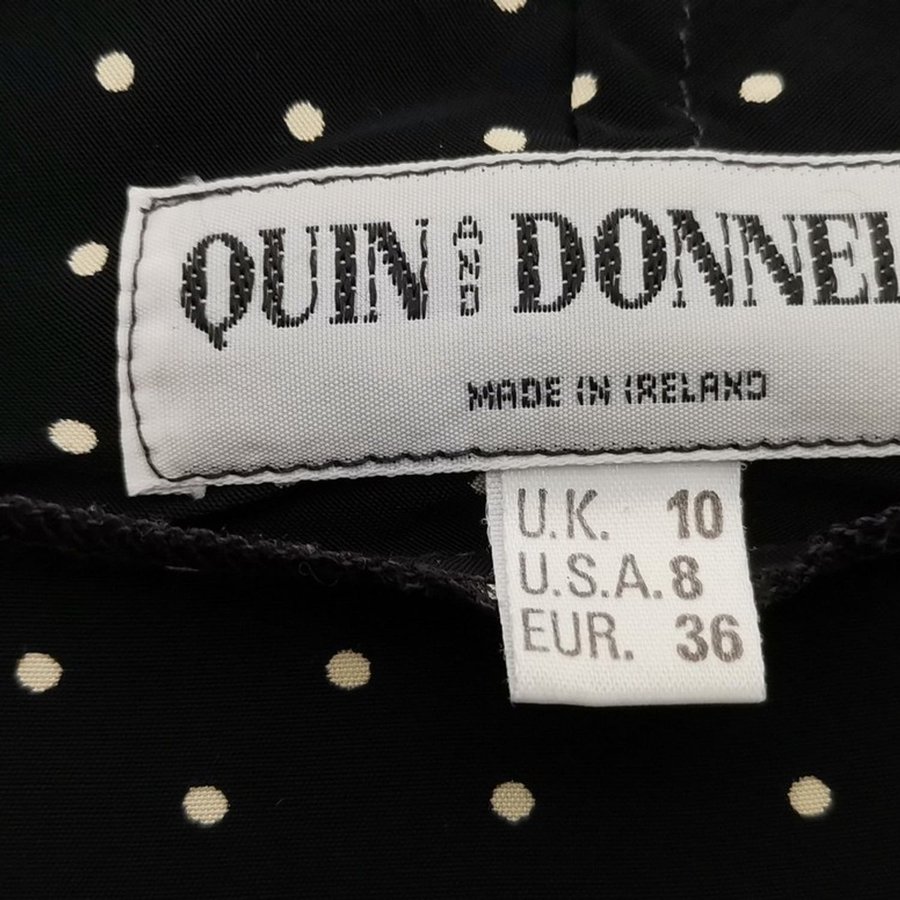 QUIN AND DONNEL
MADE IN IRELAND
U.K. 10
U.S.A. 8
EUR. 36